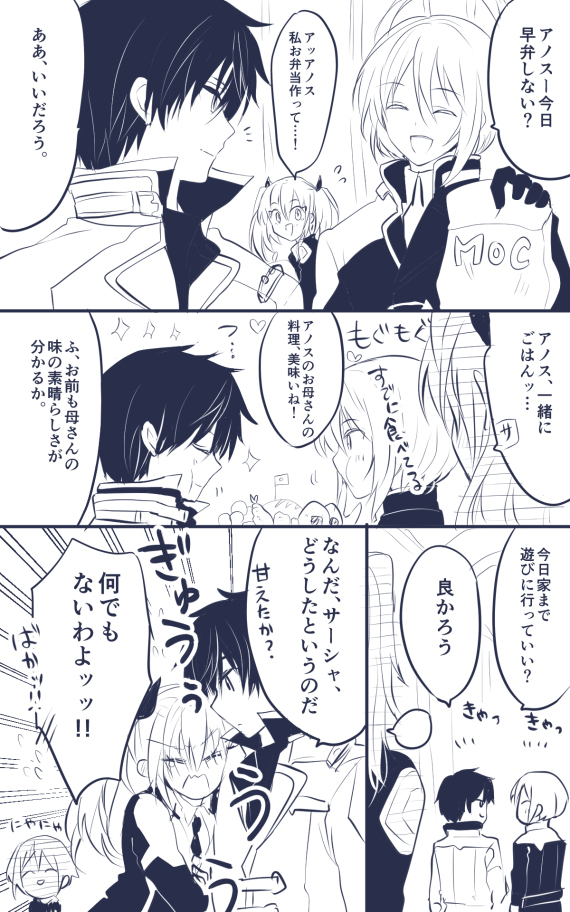 アノスー今日
早弁しない?
アッアノス
私お弁当作って…!
ああ、いいだろう。
MOC
アノス、一緒に
ごはんッ…
サ
もぐもぐ
すでに食べてる
アノスのお母さんの
料理、美味いね!
つ…
ふ、お前も母さんの
味の素晴らしさが
分かるか。
今日家まで
遊びに行っていい?
良かろう
きゃっ
きゃっ
なんだ、サーシャ、
どうしたというのだ
甘えたか?
ぎゅうぅぅぅ
何でも
ないわよッッ!!
ばかッ!!
にやにや